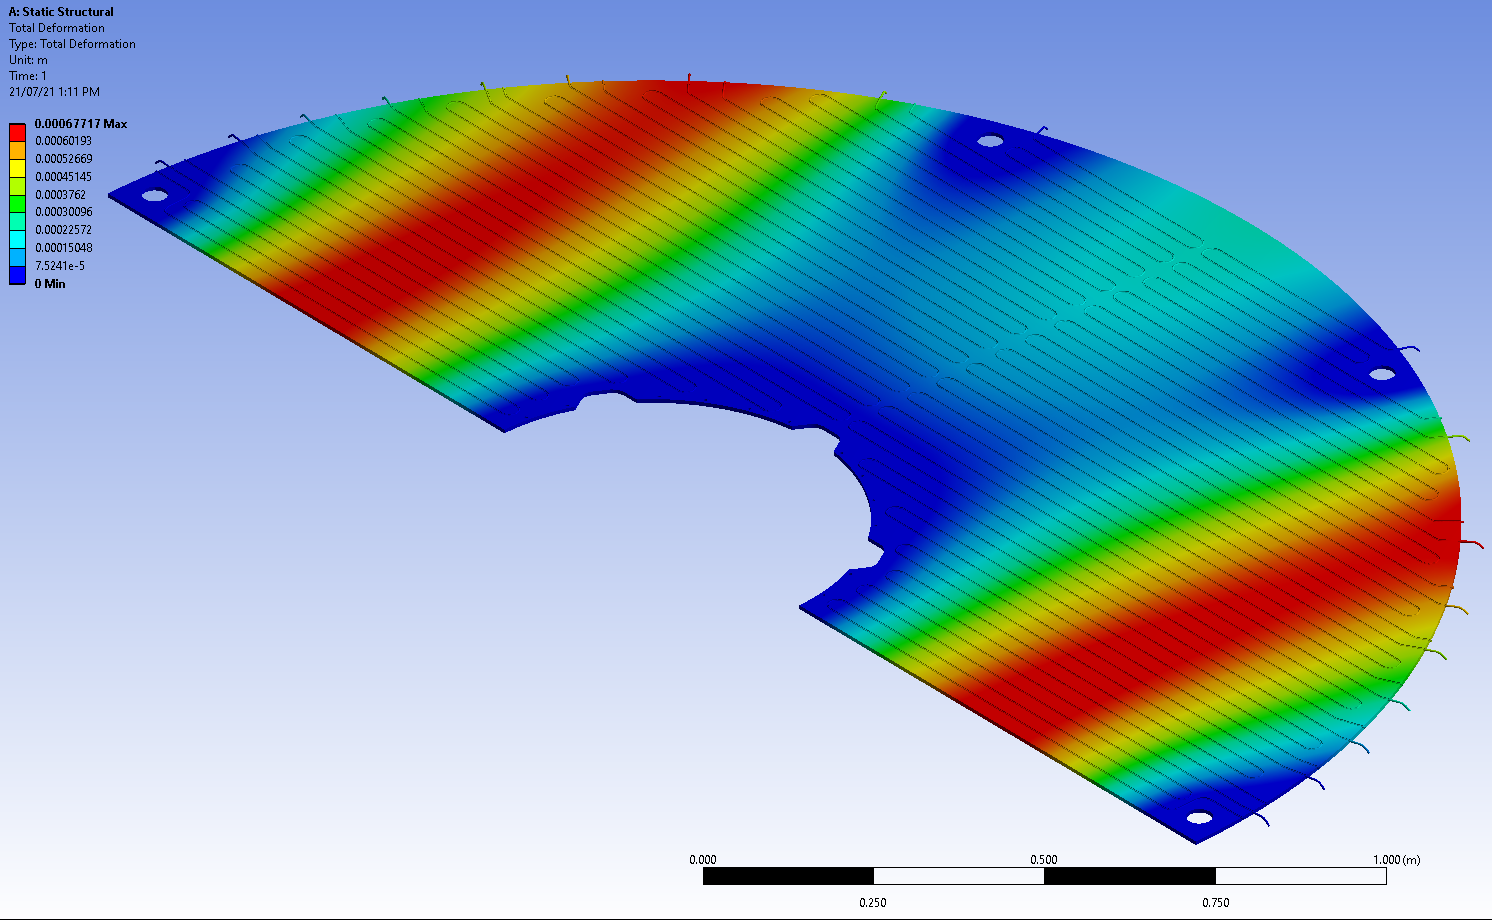 A: Static Structural
Total Deformation
Type: Total Deformation
Unit: m
Time: 1
21/07/21 1:11 PM
0.00067717 Max
0.00060193
0.00052669
0.00045145
0.0003762
0.00030096
0.00022572
0.00015048
7.5241e-5
0 Min
0.000 0.500 1.000 (m)
0.250 0.750